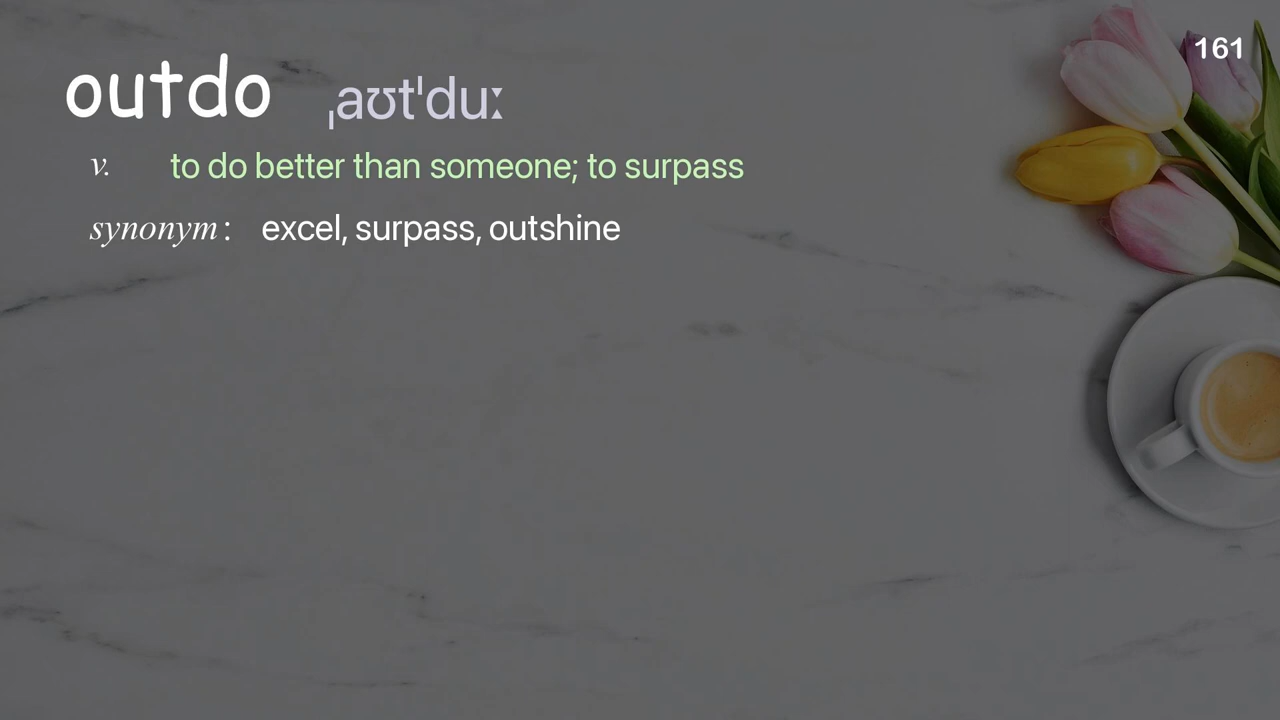 161
outdo ˌaʊtˈduː
v. to do better than someone; to surpass
synonym : excel, surpass, outshine